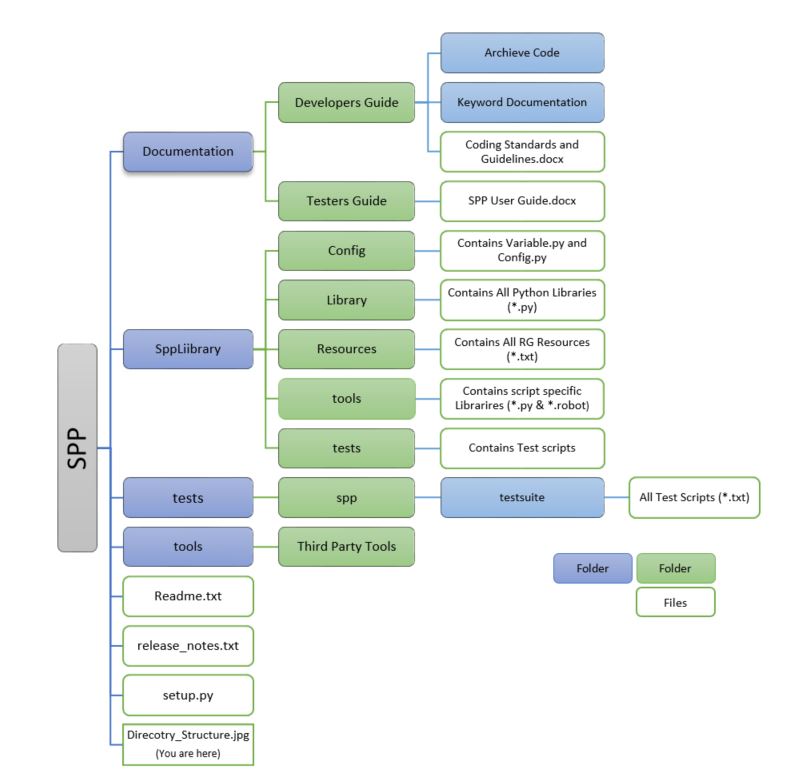 Archieve Code
Developers Guide
Keyword Documentation
Coding Standards and
Guidelines.docx
Documentation
Testers Guide
SPP User Guide.docx
Config
Contains Variable.py and
Config.py
Library
Contains All Python Libraries
(*.py)
SppLiibrary
Resources
Contains All RG Resources
(*.txt)
tools
Contains script specific
Librarires (*.py & *.robot)
tests
Contains Test scripts
SPP
tests
spp
testsuite
All Test Scripts (*.txt)
tools
Third Party Tools
Folder
Folder
Files
Readme.txt
release_notes.txt
setup.py
Direcotry_Structure.jpg
(You are here)